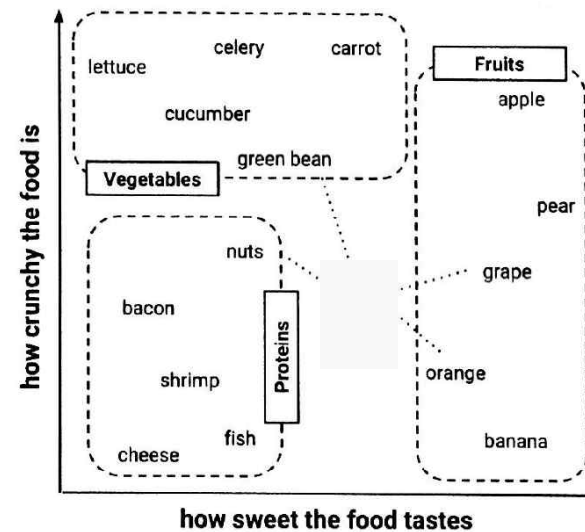 celery
carrot
lettuce
Fruits
apple
cucumber
green bean
Vegetables
pear
nuts
grape
bacon
Proteins
shrimp
orange
fish
cheese
banana
how crunchy the food is
how sweet the food tastes